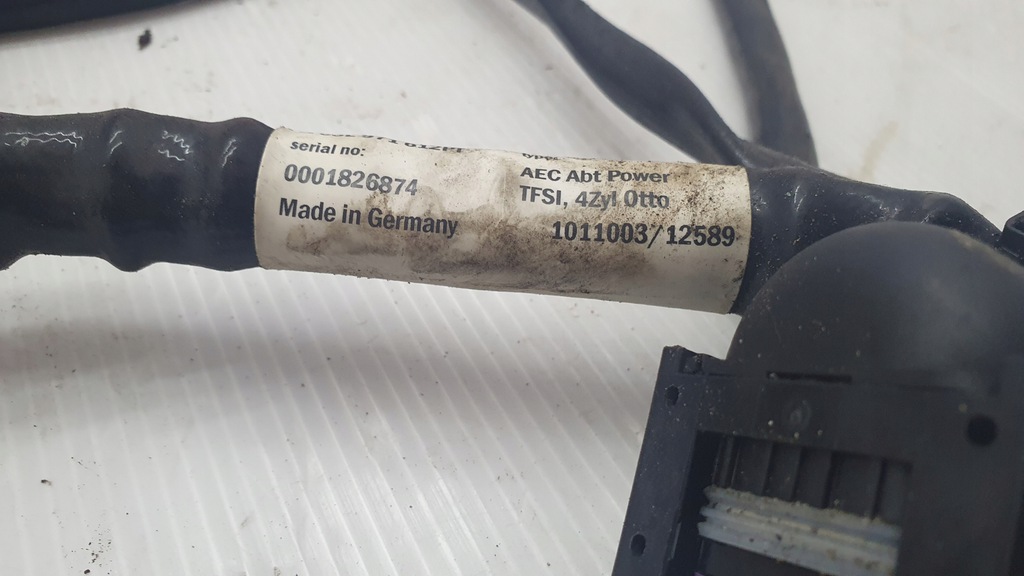 serial no:
0001826874
Made in Germany
AEC Abt Power
TFSI, 4Zyl Otto
1011003/12589